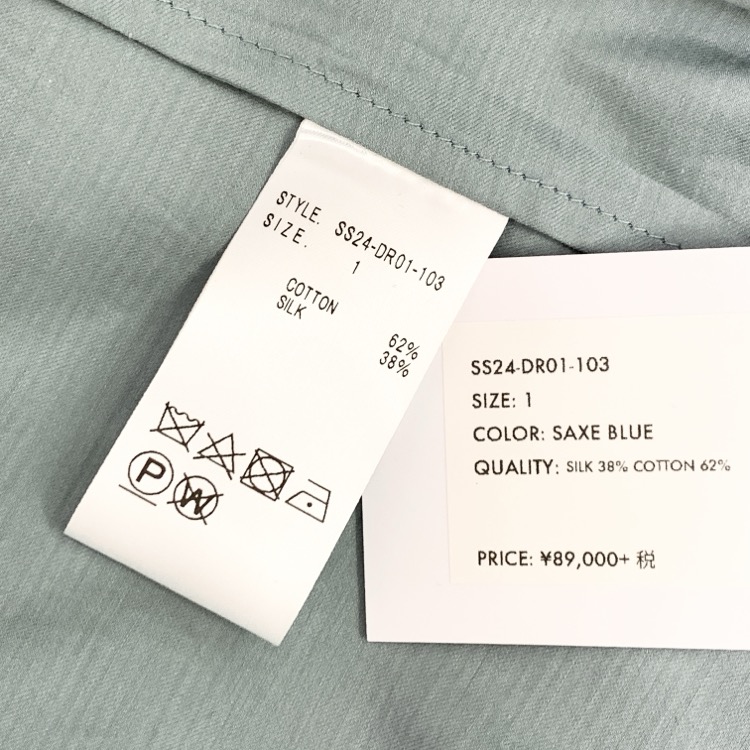 STYLE. SS24-DR01-103
SIZE. 1
COTTON 62%
SILK 38%
P W
SS24-DR01-103
SIZE: 1
COLOR: SAXE BLUE
QUALITY: SILK 38% COTTON 62%
PRICE: ¥89,000+ 税